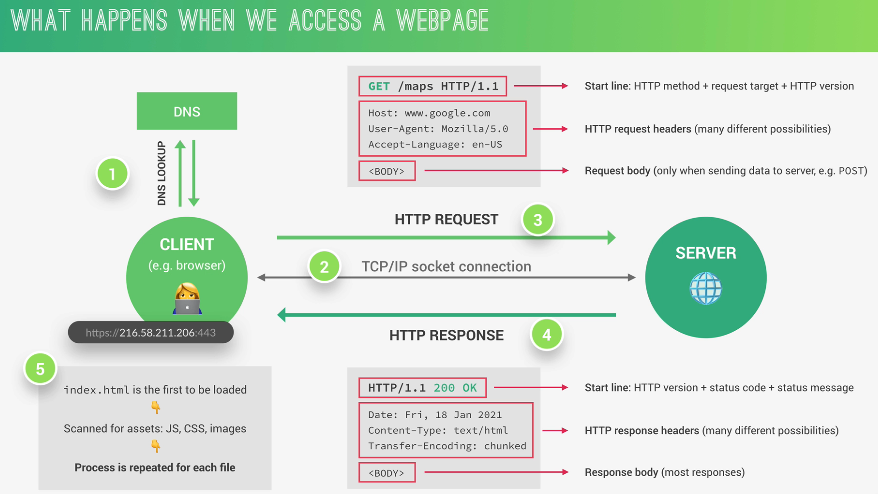 WHAT HAPPENS WHEN WE ACCESS A WEBPAGE
DNS
1
DNS LOOKUP
CLIENT
(e.g. browser)
https://216.58.211.206:443
GET /maps HTTP/1.1
Start line: HTTP method + request target + HTTP version
Host: www.google.com
User-Agent: Mozilla/5.0
Accept-Language: en-US
HTTP request headers (many different possibilities)
<BODY>
Request body (only when sending data to server, e.g. POST)
HTTP REQUEST
3
2
TCP/IP socket connection
SERVER
HTTP RESPONSE
4
5
index.html is the first to be loaded
Scanned for assets: JS, CSS, images
Process is repeated for each file
HTTP/1.1 200 OK
Start line: HTTP version + status code + status message
Date: Fri, 18 Jan 2021
Content-Type: text/html
Transfer-Encoding: chunked
HTTP response headers (many different possibilities)
<BODY>
Response body (most responses)